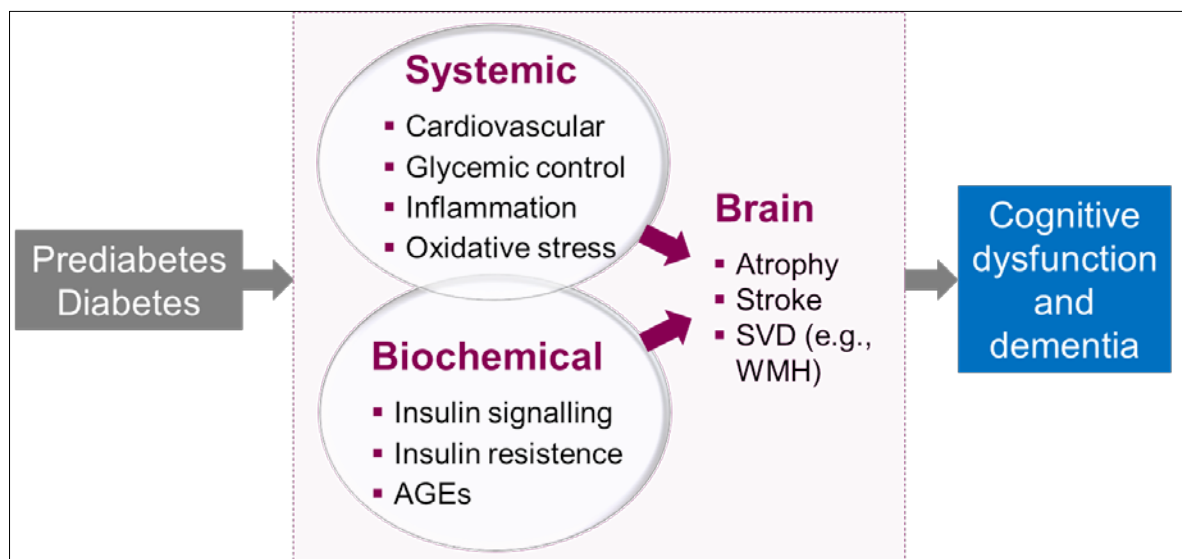 Prediabetes
Diabetes
Systemic
▪ Cardiovascular
▪ Glycemic control
▪ Inflammation
▪ Oxidative stress
Biochemical
▪ Insulin signalling
▪ Insulin resistence
▪ AGEs
Brain
▪ Atrophy
▪ Stroke
▪ SVD (e.g.,
WMH)
Cognitive
dysfunction
and
dementia